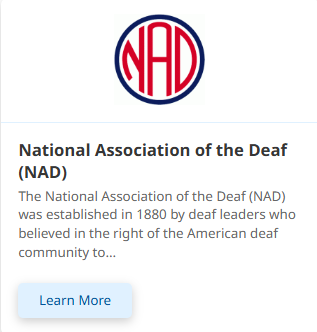 NAD
National Association of the Deaf
(NAD)
The National Association of the Deaf (NAD)
was established in 1880 by deaf leaders who
believed in the right of the American deaf
community to...
Learn More